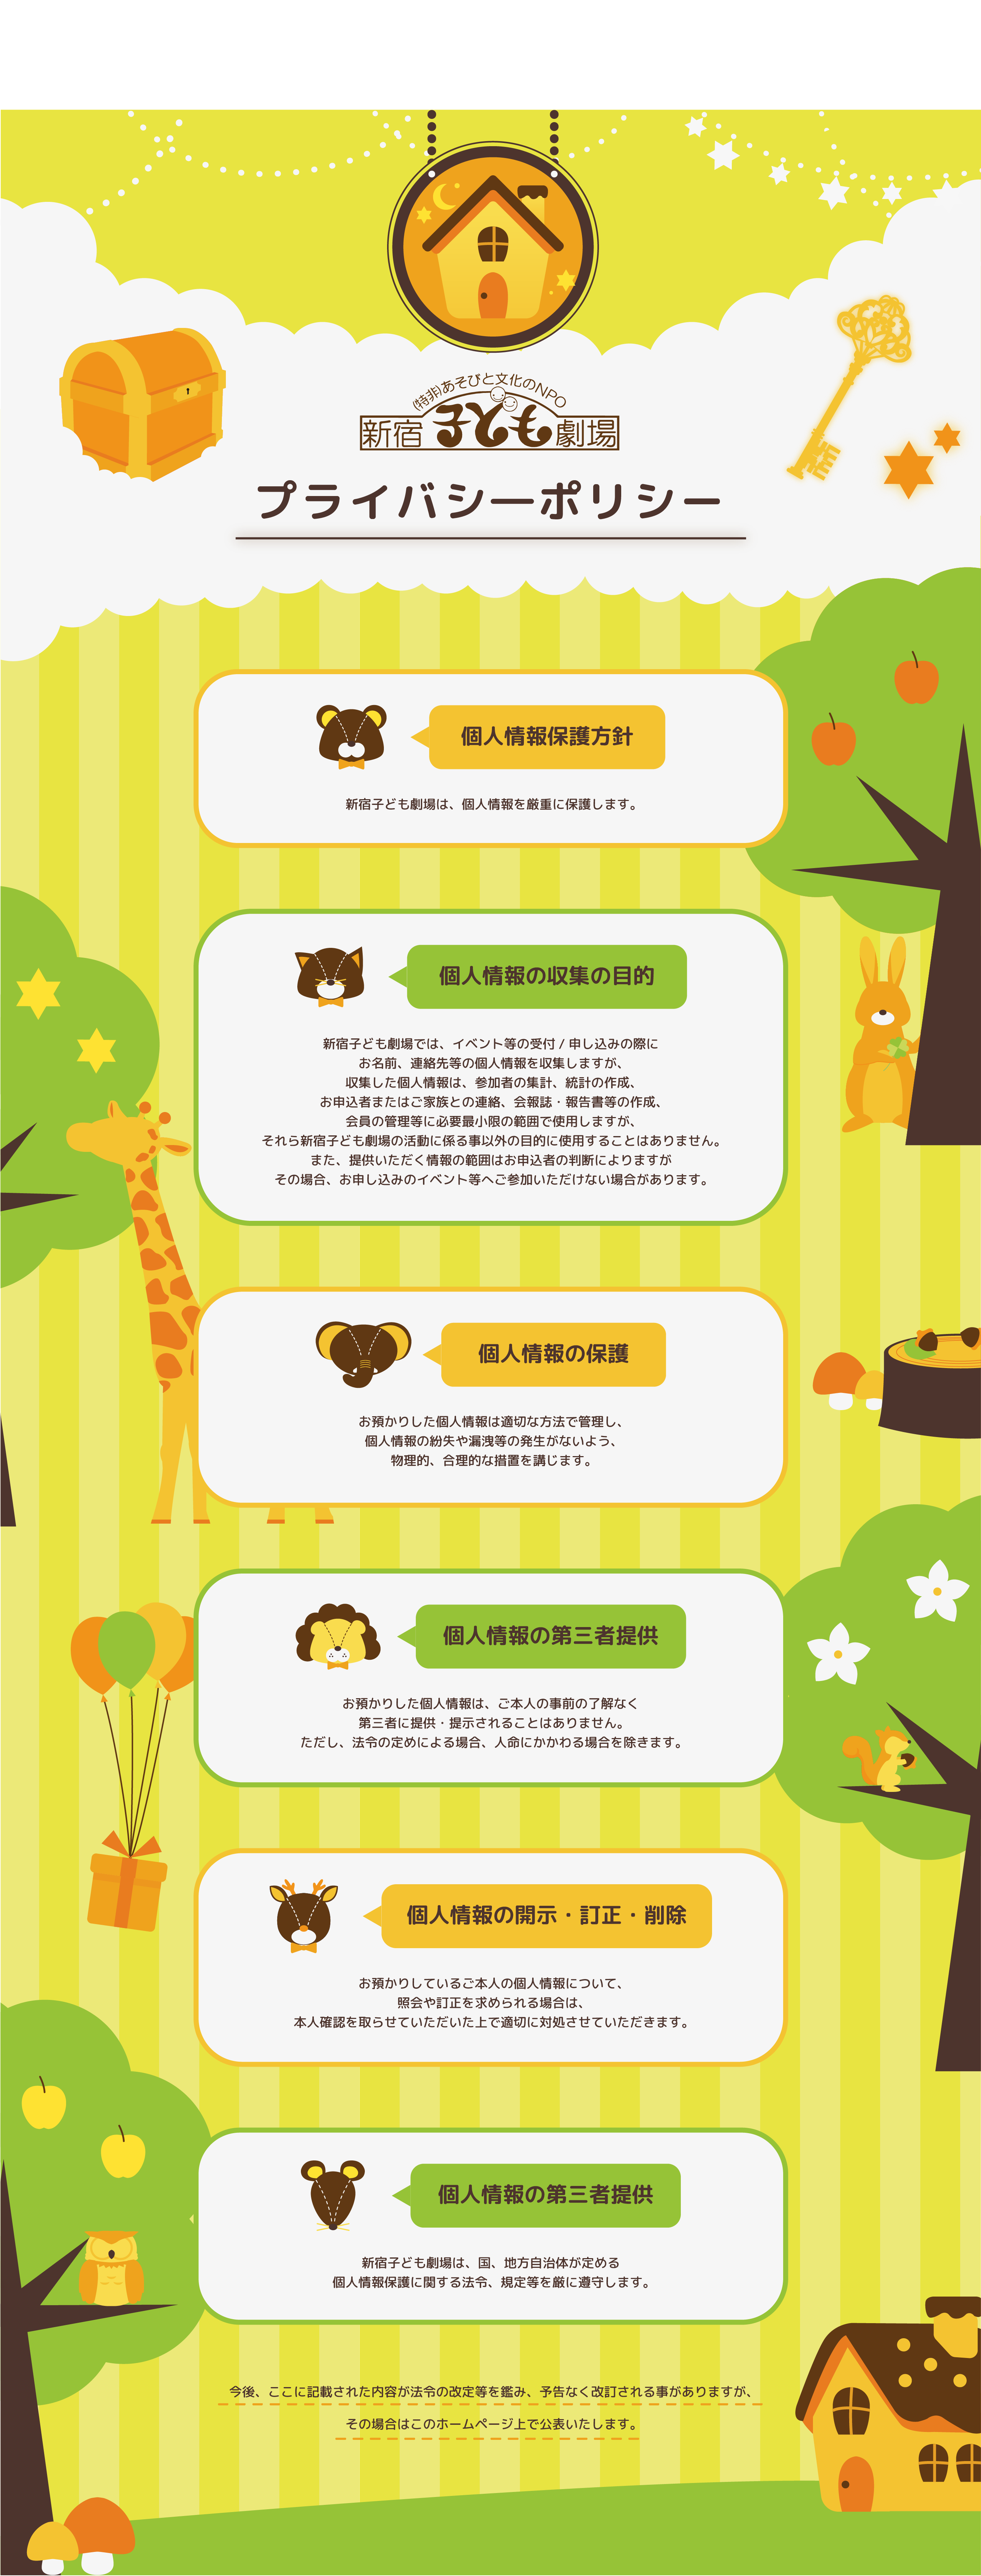 (特非)あそびと文化のNPO
新宿子ども劇場
プライバシーポリシー
個人情報保護方針
新宿子ども劇場は、個人情報を厳重に保護します。
個人情報の収集の目的
新宿子ども劇場では、イベント等の受付 / 申し込みの際に
お名前、連絡先等の個人情報を収集しますが、
収集した個人情報は、参加者の集計、統計の作成、
お申込者またはご家族との連絡、会報誌・報告書等の作成、
会員の管理等に必要最小限の範囲で使用しますが、
それら新宿子ども劇場の活動に係る事以外の目的に使用することはありません。
また、提供いただく情報の範囲はお申込者の判断によりますが
その場合、お申し込みのイベント等へご参加いただけない場合があります。
個人情報の保護
お預かりした個人情報は適切な方法で管理し、
個人情報の紛失や漏洩等の発生がないよう、
物理的、合理的な措置を講じます。
個人情報の第三者提供
お預かりした個人情報は、ご本人の事前の了解なく
第三者に提供・提示されることはありません。
ただし、法令の定めによる場合、人命にかかわる場合を除きます。
個人情報の開示・訂正・削除
お預かりしているご本人の個人情報について、
照会や訂正を求められる場合は、
本人確認を取らせていただいた上で適切に対処させていただきます。
個人情報の第三者提供
新宿子ども劇場は、国、地方自治体が定める
個人情報保護に関する法令、規定等を厳に遵守します。
今後、ここに記載された内容が法令の改定等を鑑み、予告なく改訂される事がありますが、
その場合はこのホームページ上で公表いたします。